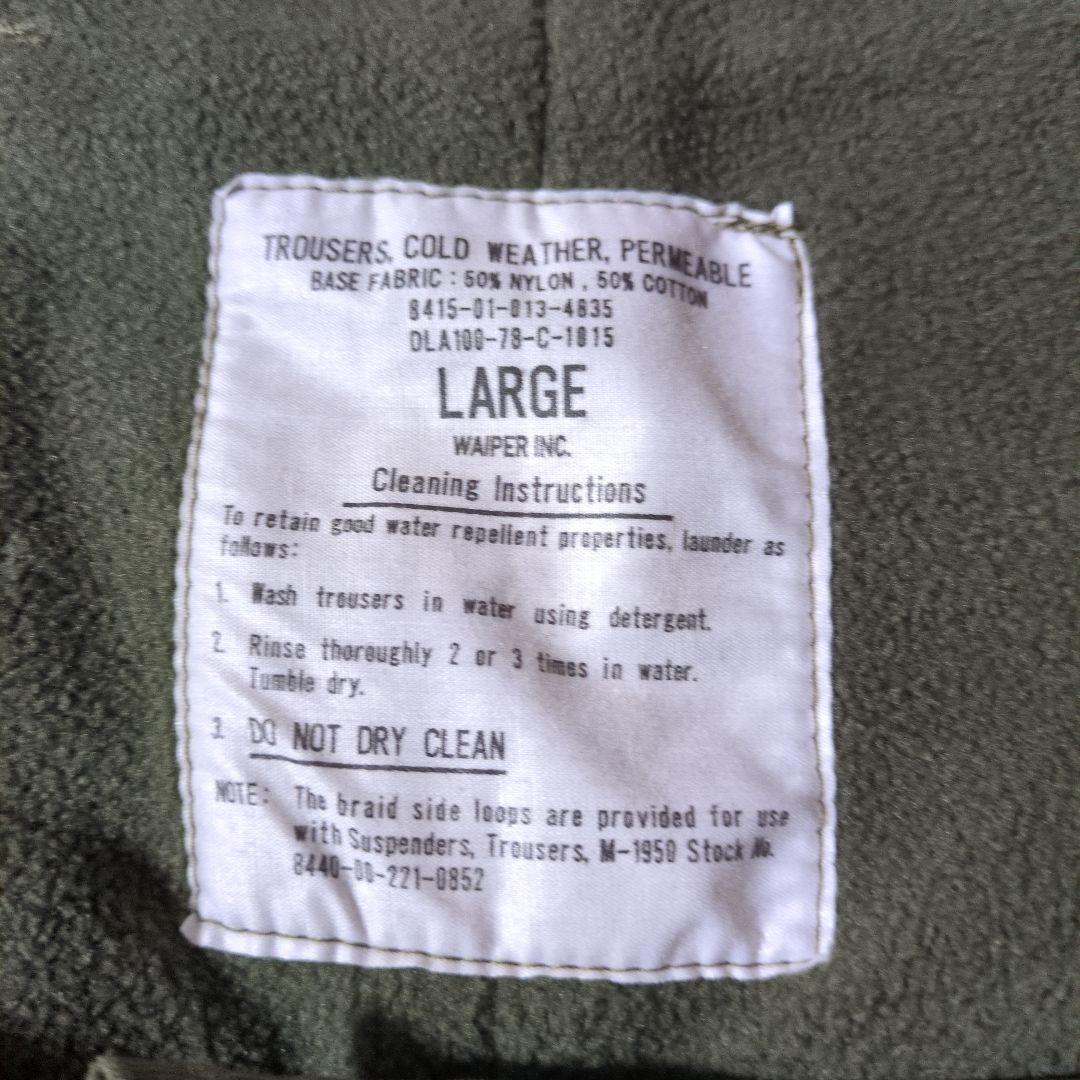 TROUSERS, COLD WEATHER, PERMEABLE
BASE FABRIC : 50% NYLON , 50% COTTON
8415-01-013-4835
DLA100-78-C-1015
LARGE
WAIPER INC.
Cleaning Instructions
To retain good water repellent properties, launder as
follows:
1. Wash trousers in water using detergent.
2. Rinse thoroughly 2 or 3 times in water.
Tumble dry.
3. DO NOT DRY CLEAN
NOTE: The braid side loops are provided for use
with Suspenders, Trousers, M-1950 Stock No.
8440-00-221-0852